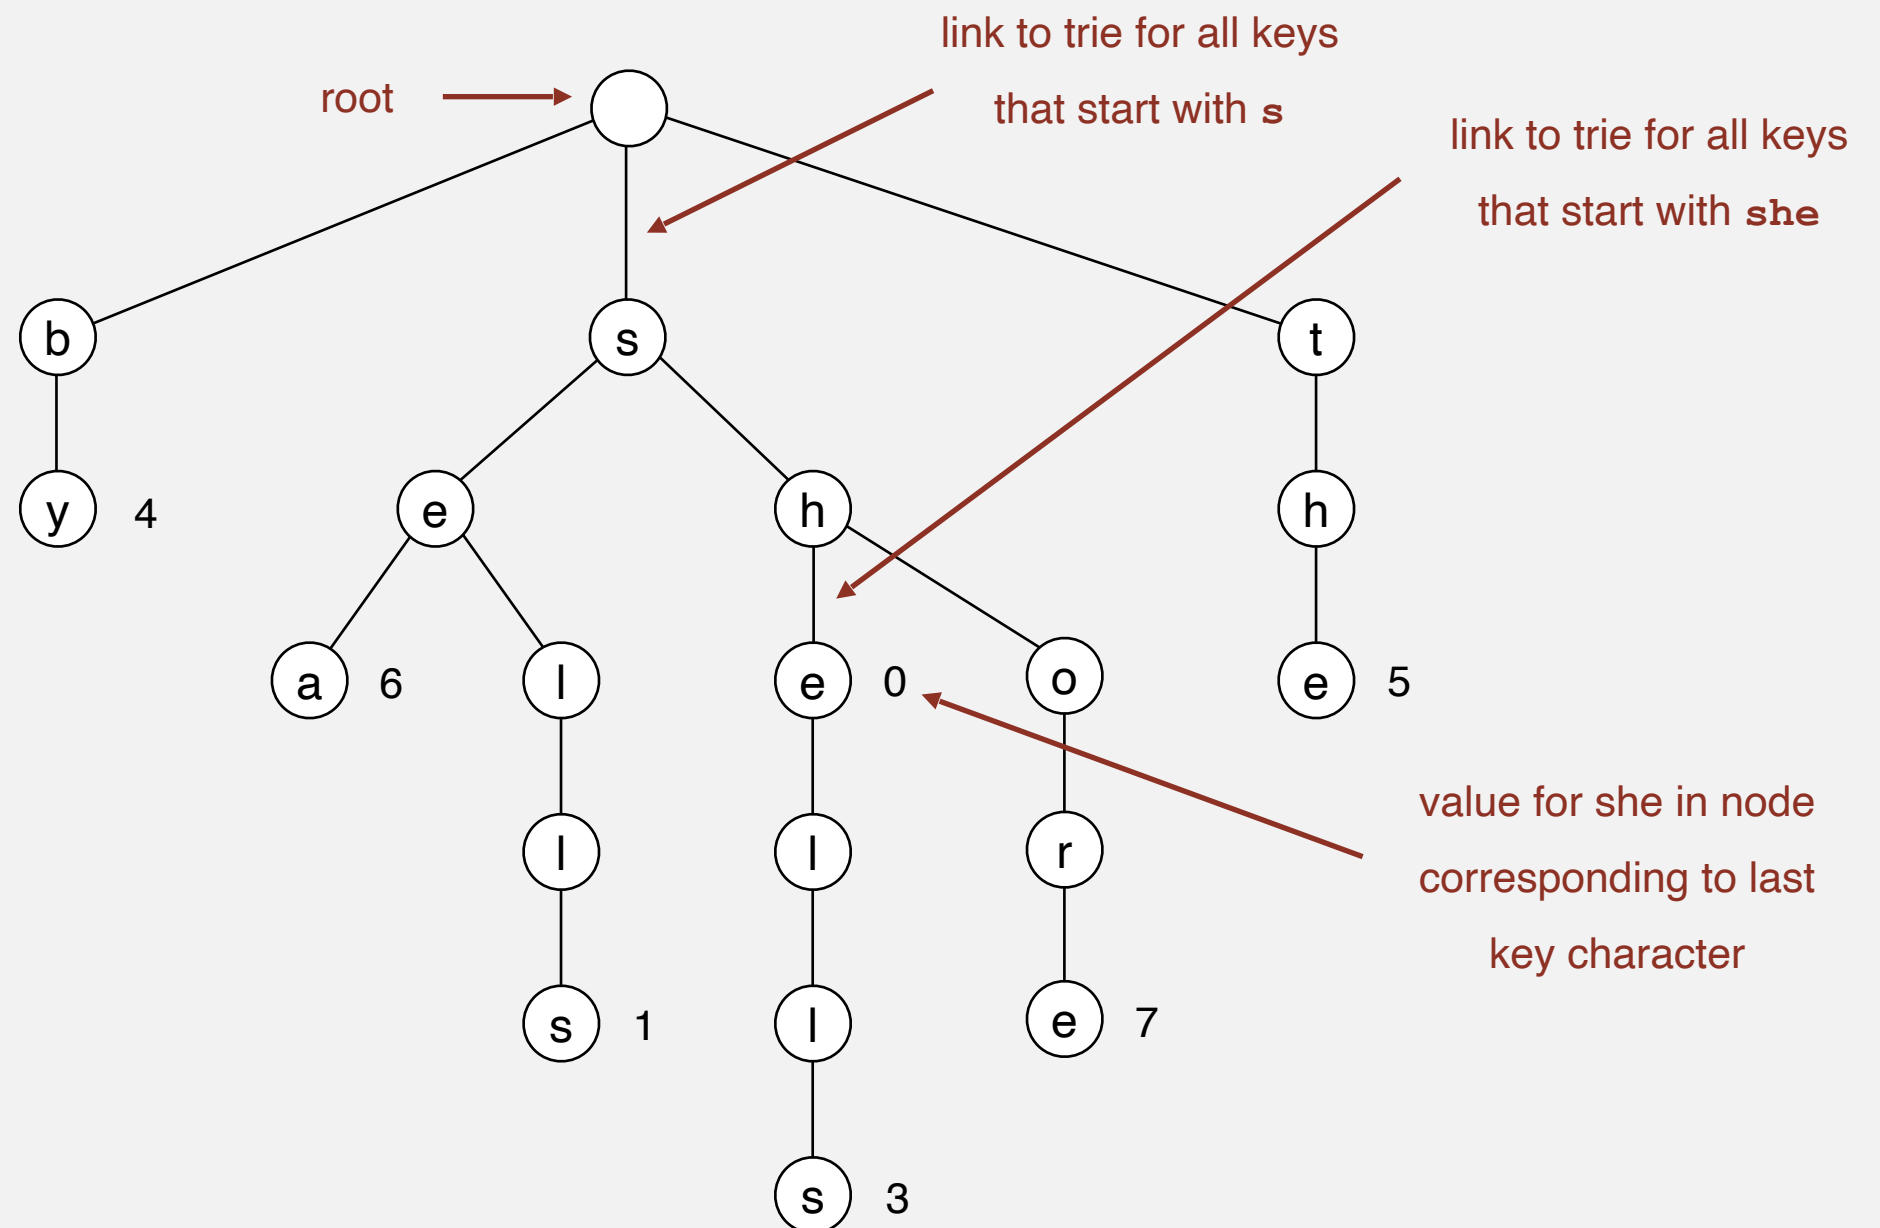 link to trie for all keys
that start with s
root
link to trie for all keys
that start with she
b
s
t
y 4
e
h
h
a 6
l
e 0
o
e 5
l
l
r
value for she in node
corresponding to last
key character
s 1
l
e 7
s 3